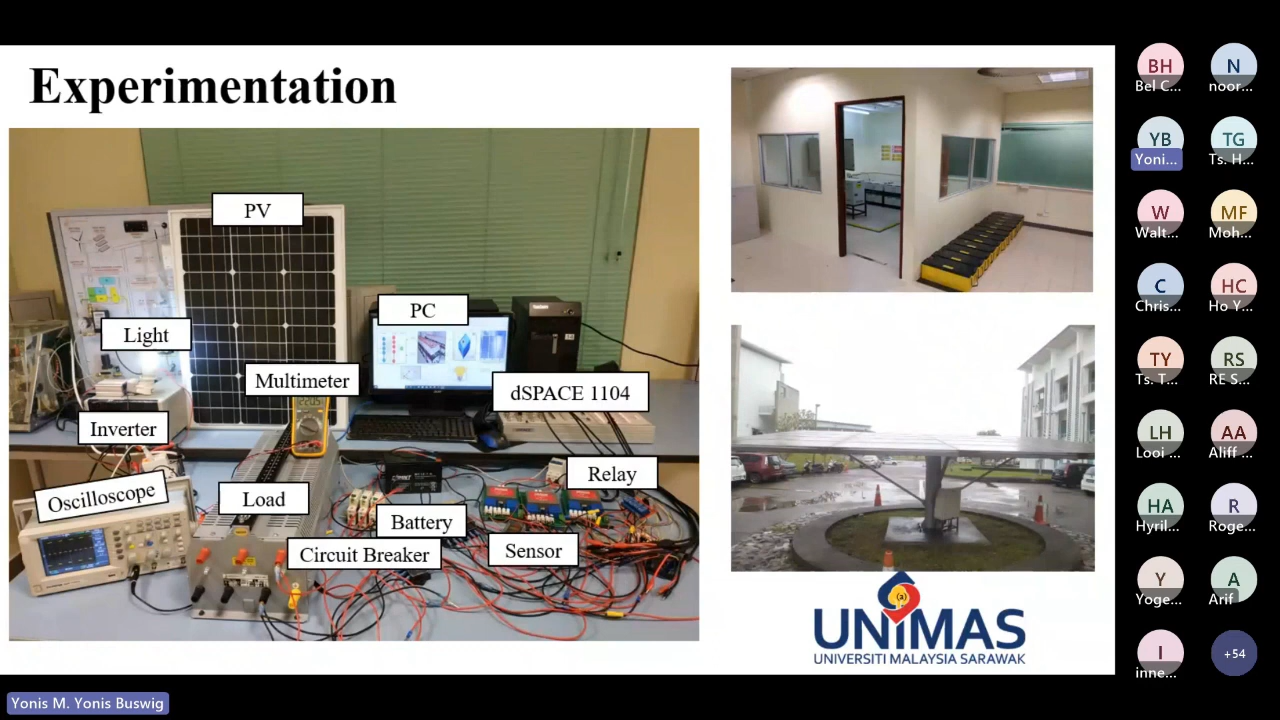 Experimentation
PV
Light
PC
Multimeter
dSPACE 1104
Inverter
Relay
Oscilloscope
Load
Battery
Sensor
Circuit Breaker
UNIMAS
UNIVERSITI MALAYSIA SARAWAK
BH
Bel C...
N
noor...
YB
Yoni...
TG
Ts. H...
W
Walt...
MF
Moh...
C
Chris...
HC
Ho Y...
TY
Ts. T...
RS
RE S...
LH
Looi ...
AA
Aliff ...
HA
Hyril...
R
Roge...
Y
Yoge...
A
Arif
I
inne...
+54
Yonis M. Yonis Buswig